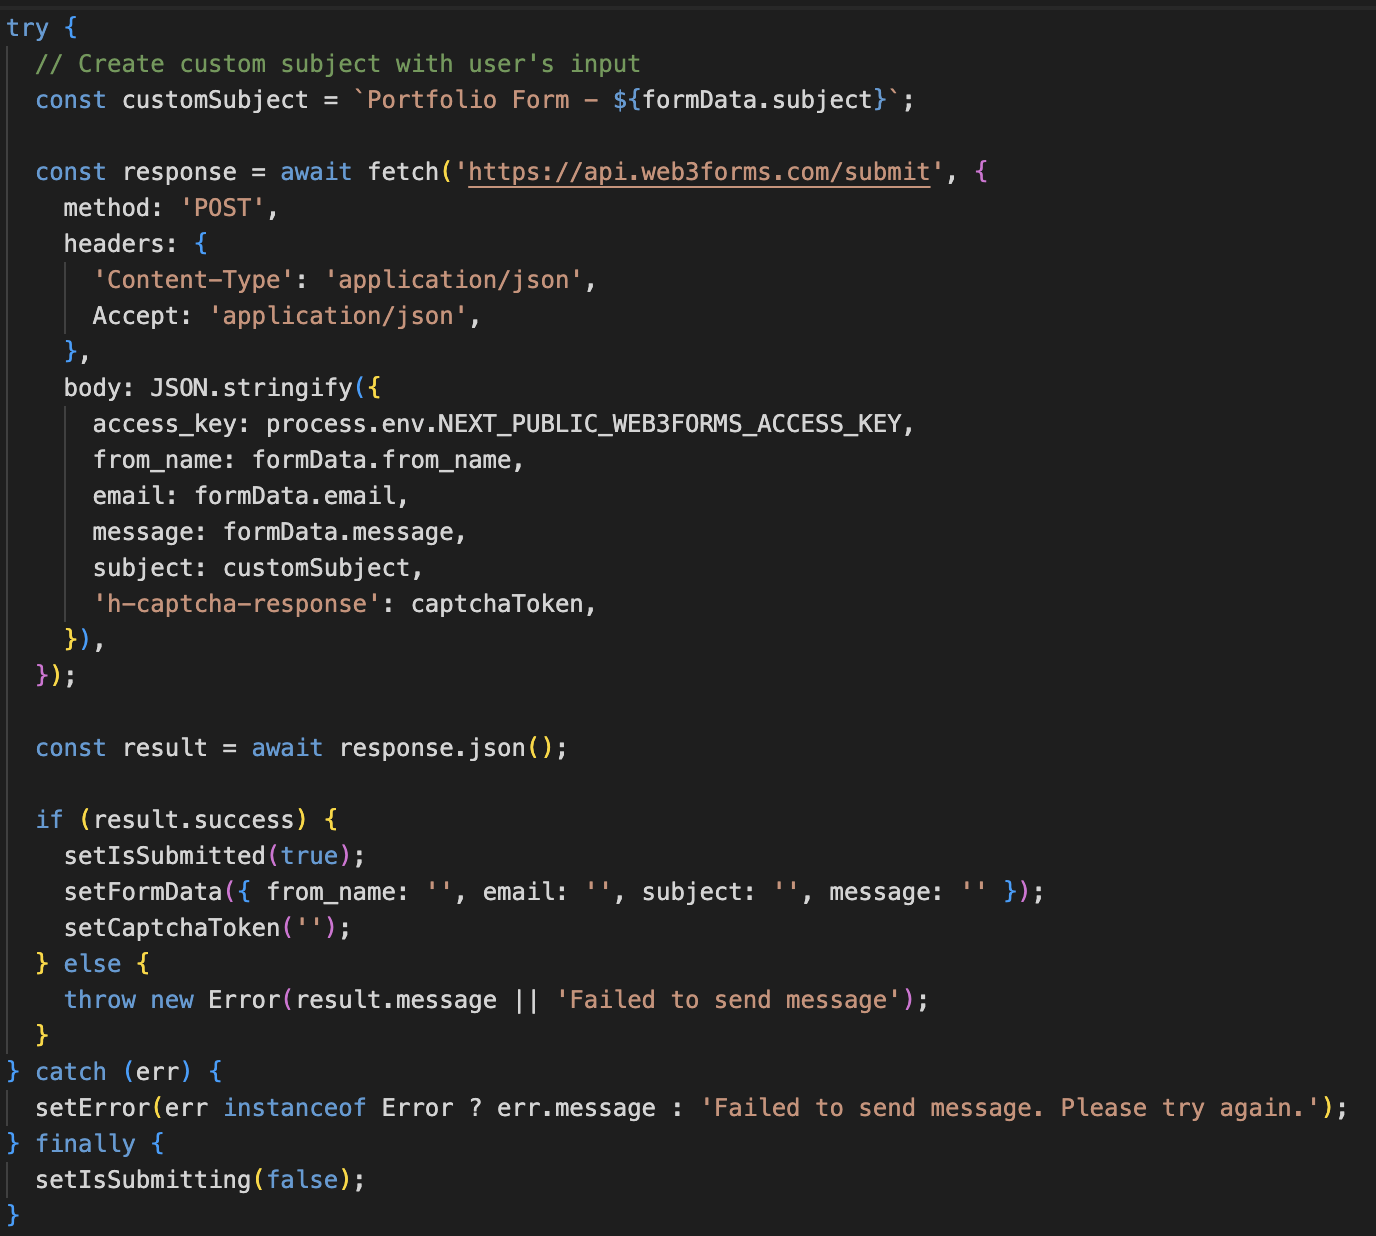 try {
  // Create custom subject with user's input
  const customSubject = `Portfolio Form - ${formData.subject}`;

  const response = await fetch('https://api.web3forms.com/submit', {
    method: 'POST',
    headers: {
      'Content-Type': 'application/json',
      Accept: 'application/json',
    },
    body: JSON.stringify({
      access_key: process.env.NEXT_PUBLIC_WEB3FORMS_ACCESS_KEY,
      from_name: formData.from_name,
      email: formData.email,
      message: formData.message,
      subject: customSubject,
      'h-captcha-response': captchaToken,
    }),
  });

  const result = await response.json();

  if (result.success) {
    setIsSubmitted(true);
    setFormData({ from_name: '', email: '', subject: '', message: '' });
    setCaptchaToken('');
  } else {
    throw new Error(result.message || 'Failed to send message');
  }
} catch (err) {
  setError(err instanceof Error ? err.message : 'Failed to send message. Please try again.');
} finally {
  setIsSubmitting(false);
}